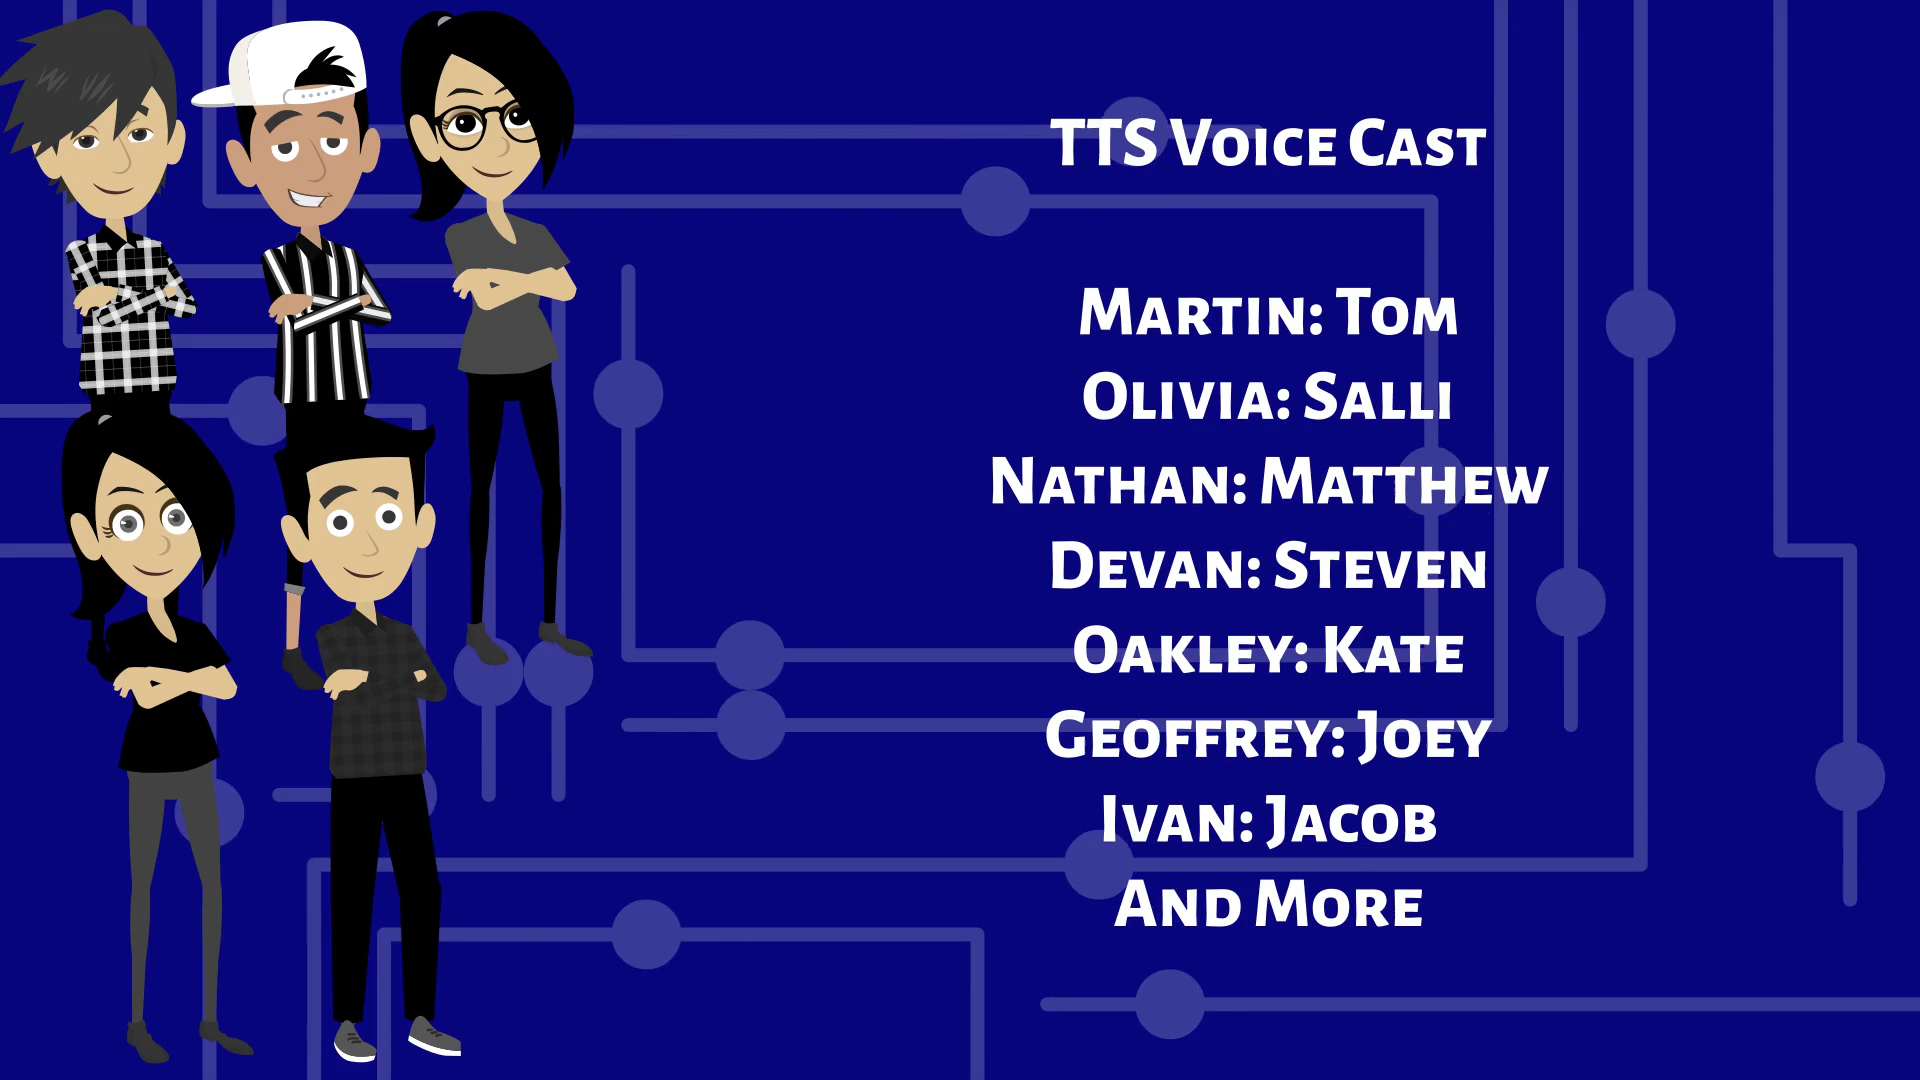 TTS Voice Cast
Martin: Tom
Olivia: Salli
Nathan: Matthew
Devan: Steven
Oakley: Kate
Geoffrey: Joey
Ivan: Jacob
And More